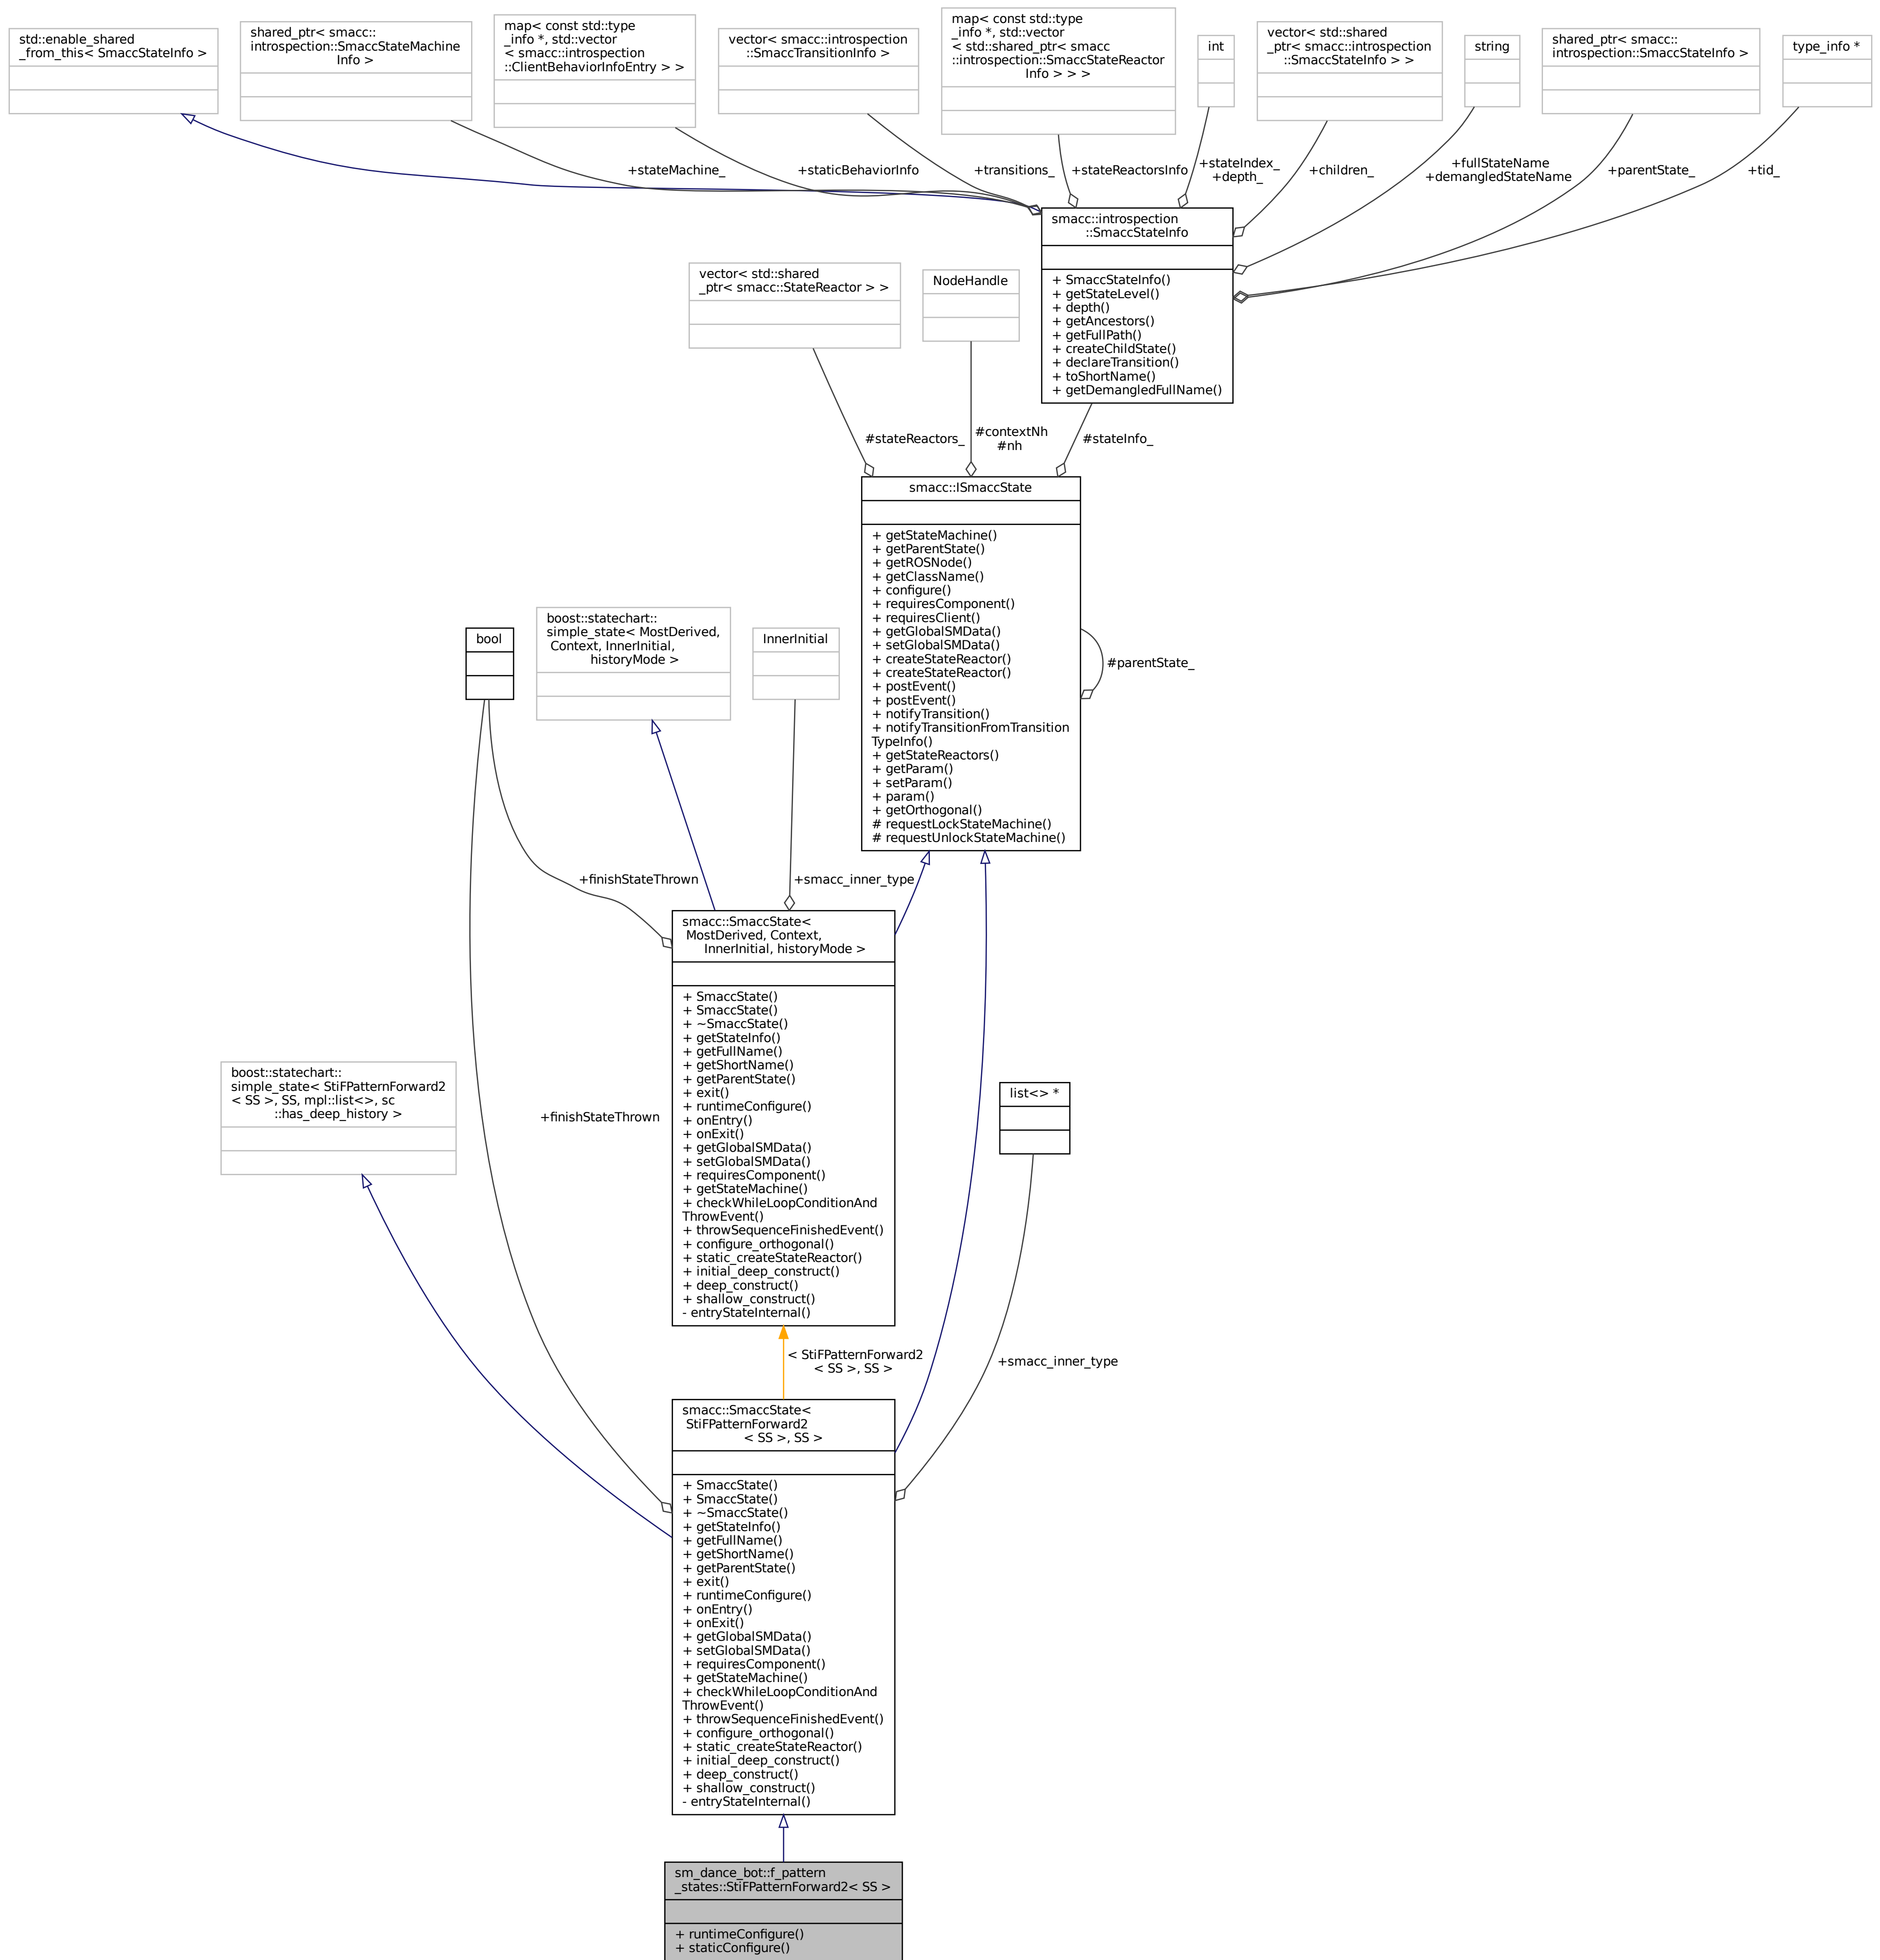 std::enable_shared
_from_this< SmaccStateInfo >
shared_ptr< smacc::
introspection::SmaccStateMachine
Info >
map< const std::type
_info *, std::vector
< smacc::introspection
::ClientBehaviorInfoEntry > >
vector< smacc::introspection
::SmaccTransitionInfo >
map< const std::type
_info *, std::vector
< std::shared_ptr< smacc
::introspection::SmaccStateReactor
Info > > >
int
vector< std::shared
_ptr< smacc::introspection
::SmaccStateInfo > >
string
shared_ptr< smacc::
introspection::SmaccStateInfo >
type_info *
+stateMachine_
+staticBehaviorInfo
+transitions_
+stateReactorsInfo
+stateIndex_
+depth_
+children_
+fullStateName
+demangledStateName
+parentState_
+tid_
smacc::introspection
::SmaccStateInfo
+ SmaccStateInfo()
+ getStateLevel()
+ depth()
+ getAncestors()
+ getFullPath()
+ createChildState()
+ declareTransition()
+ toShortName()
+ getDemangledFullName()
vector< std::shared
_ptr< smacc::StateReactor > >
NodeHandle
#stateReactors_
#contextNh
#nh
#stateInfo_
smacc::ISmaccState
+ getStateMachine()
+ getParentState()
+ getROSNode()
+ getClassName()
+ configure()
+ requiresComponent()
+ requiresClient()
+ getGlobalSMData()
+ setGlobalSMData()
+ createStateReactor()
+ createStateReactor()
+ postEvent()
+ postEvent()
+ notifyTransition()
+ notifyTransitionFromTransition
TypeInfo()
+ getStateReactors()
+ getParam()
+ setParam()
+ param()
+ getOrthogonal()
# requestLockStateMachine()
# requestUnlockStateMachine()
#parentState_
bool
boost::statechart::
simple_state< MostDerived,
Context, InnerInitial,
historyMode >
InnerInitial
+finishStateThrown
+smacc_inner_type
smacc::SmaccState<
MostDerived, Context,
InnerInitial, historyMode >
+ SmaccState()
+ SmaccState()
+ ~SmaccState()
+ getStateInfo()
+ getFullName()
+ getShortName()
+ getParentState()
+ exit()
+ runtimeConfigure()
+ onEntry()
+ onExit()
+ getGlobalSMData()
+ setGlobalSMData()
+ requiresComponent()
+ getStateMachine()
+ checkWhileLoopConditionAnd
ThrowEvent()
+ throwSequenceFinishedEvent()
+ configure_orthogonal()
+ static_createStateReactor()
+ initial_deep_construct()
+ deep_construct()
+ shallow_construct()
- entryStateInternal()
boost::statechart::
simple_state< StiFPatternForward2
< SS >, SS, mpl::list<>, sc
::has_deep_history >
+finishStateThrown
list<> *
< StiFPatternForward2
< SS >, SS >
+smacc_inner_type
smacc::SmaccState<
StiFPatternForward2
< SS >, SS >
+ SmaccState()
+ SmaccState()
+ ~SmaccState()
+ getStateInfo()
+ getFullName()
+ getShortName()
+ getParentState()
+ exit()
+ runtimeConfigure()
+ onEntry()
+ onExit()
+ getGlobalSMData()
+ setGlobalSMData()
+ requiresComponent()
+ getStateMachine()
+ checkWhileLoopConditionAnd
ThrowEvent()
+ throwSequenceFinishedEvent()
+ configure_orthogonal()
+ static_createStateReactor()
+ initial_deep_construct()
+ deep_construct()
+ shallow_construct()
- entryStateInternal()
sm_dance_bot::f_pattern
_states::StiFPatternForward2< SS >
+ runtimeConfigure()
+ staticConfigure()